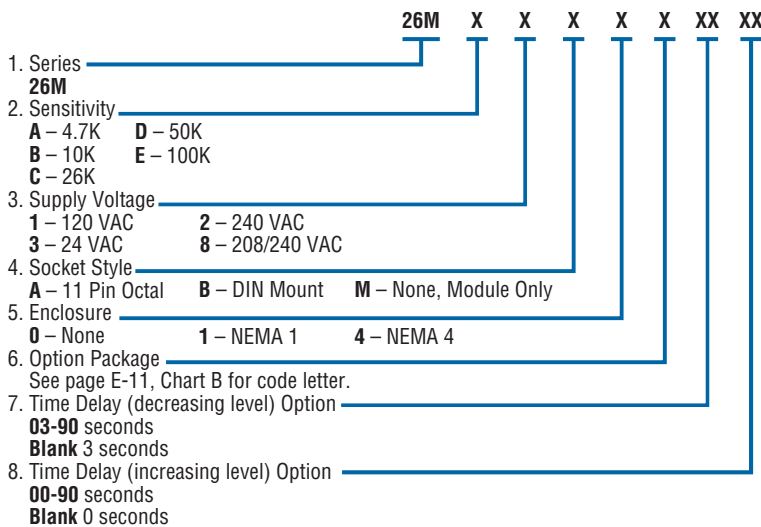 26M X X X X X XX XX
1. Series
26M
2. Sensitivity
A – 4.7K D – 50K
B – 10K E – 100K
C – 26K
3. Supply Voltage
1 – 120 VAC 2 – 240 VAC
3 – 24 VAC 8 – 208/240 VAC
4. Socket Style
A – 11 Pin Octal B – DIN Mount M – None, Module Only
5. Enclosure
0 – None 1 – NEMA 1 4 – NEMA 4
6. Option Package
See page E-11, Chart B for code letter.
7. Time Delay (decreasing level) Option
03-90 seconds
Blank 3 seconds
8. Time Delay (increasing level) Option
00-90 seconds
Blank 0 seconds